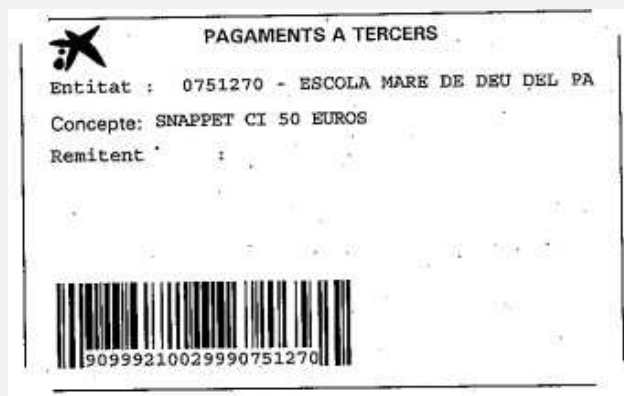 PAGAMENTS A TERCERS
Entitat : 0751270 - ESCOLA MARE DE DEU DEL PA
Concepte: SNAPPET CI 50 EUROS
Remitent :
90999210029990751270